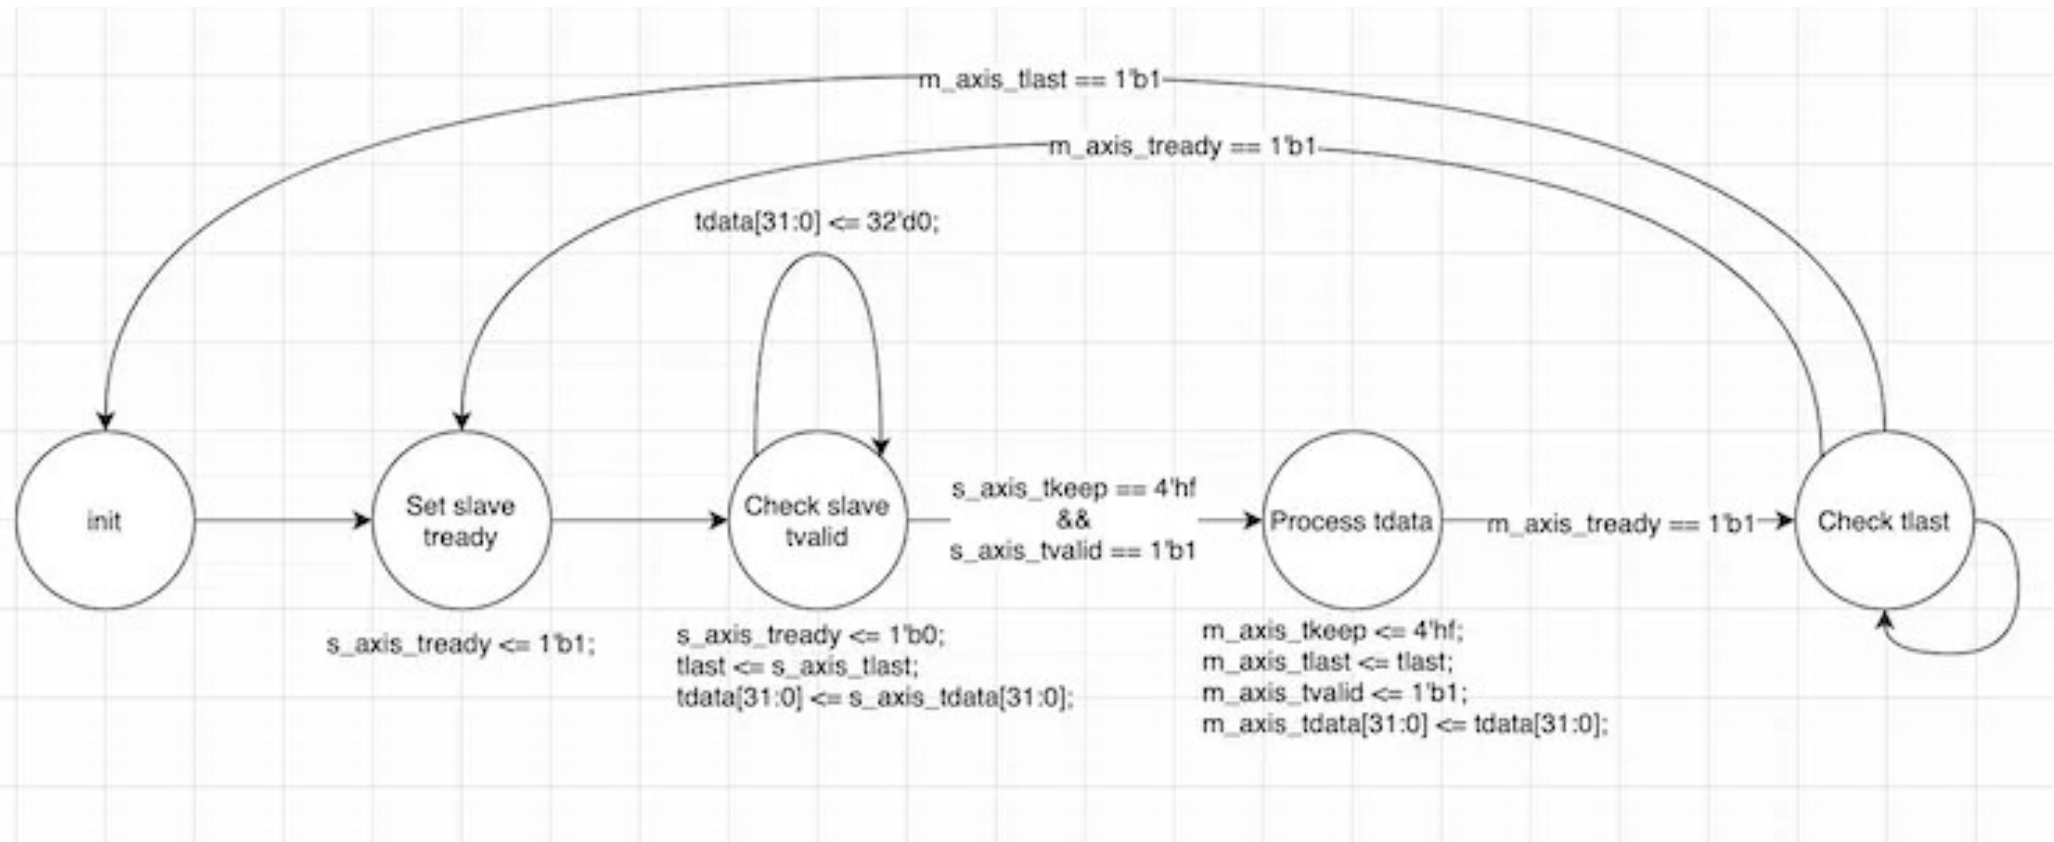 m_axis_tlast == 1'b1
m_axis_tready == 1'b1
tdata[31:0] <= 32'd0;
init
Set slave
tready
s_axis_tready <= 1'b1;
Check slave
tvalid
s_axis_tready <= 1'b0;
tlast <= s_axis_tlast;
tdata[31:0] <= s_axis_tdata[31:0];
s_axis_tkeep == 4'hf
&&
s_axis_tvalid == 1'b1
Process tdata
m_axis_tkeep <= 4'hf;
m_axis_tlast <= tlast;
m_axis_tvalid <= 1'b1;
m_axis_tdata[31:0] <= tdata[31:0];
m_axis_tready == 1'b1
Check tlast